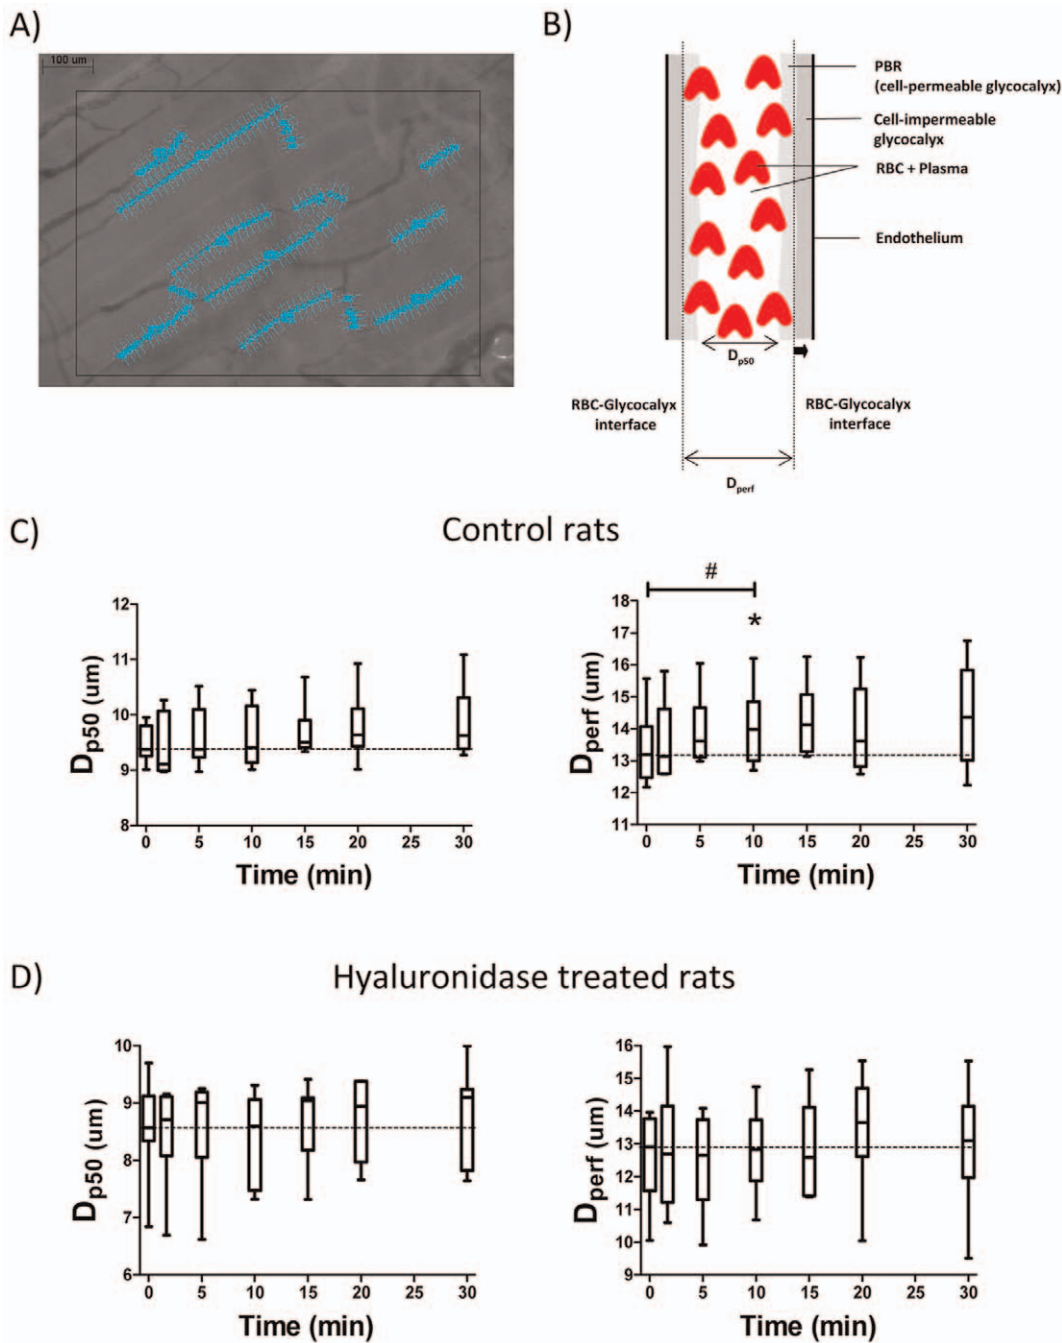 A)
100 um
B)
PBR
(cell-permeable glycocalyx)
Cell-impermeable
glycocalyx
RBC + Plasma
Endothelium
Dp50
RBC-Glycocalyx
interface
RBC-Glycocalyx
interface
Dperf
C)
Control rats
Dp50 (um)
12
11
10
9
8
0 5 10 15 20 25 30
Time (min)
#
*
Dperf (um)
18
17
16
15
14
13
12
11
0 5 10 15 20 25 30
Time (min)
D)
Hyaluronidase treated rats
Dp50 (um)
10
9
8
7
6
0 5 10 15 20 25 30
Time (min)
Dperf (um)
16
15
14
13
12
11
10
9
0 5 10 15 20 25 30
Time (min)